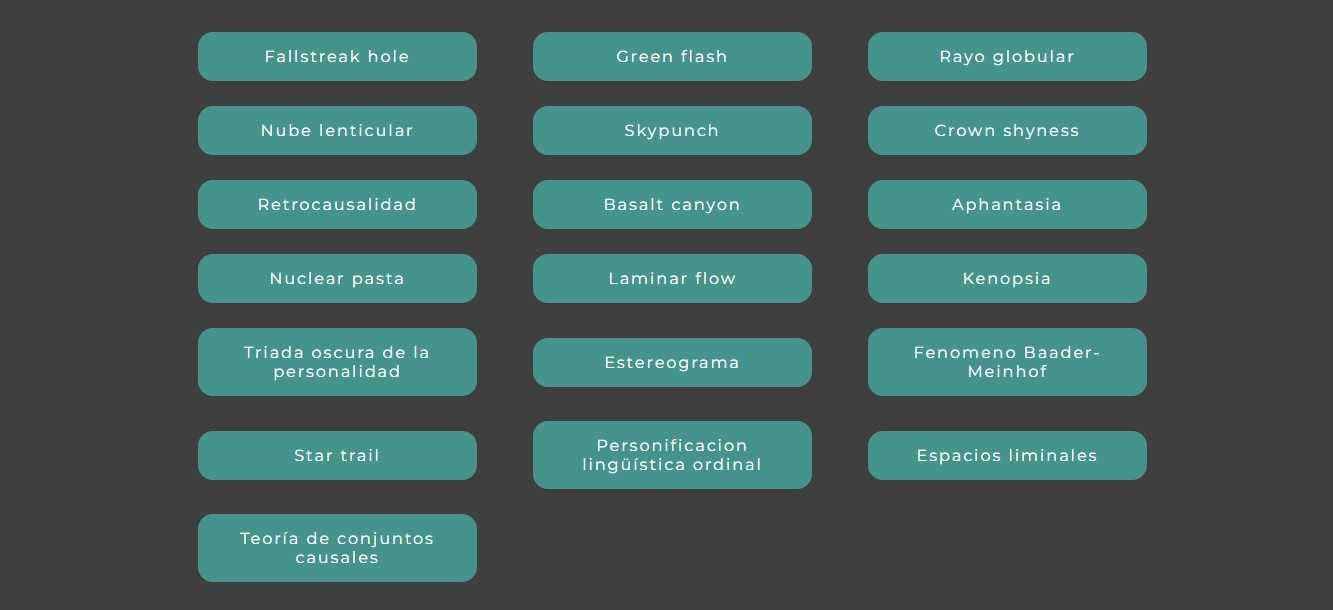 Fallstreak hole
Green flash
Rayo globular
Nube lenticular
Skypunch
Crown shyness
Retrocausalidad
Basalt canyon
Aphantasia
Nuclear pasta
Laminar flow
Kenopsia
Triada oscura de la
personalidad
Estereograma
Fenomeno Baader-
Meinhof
Star trail
Personificacion
lingüística ordinal
Espacios liminales
Teoría de conjuntos
causales